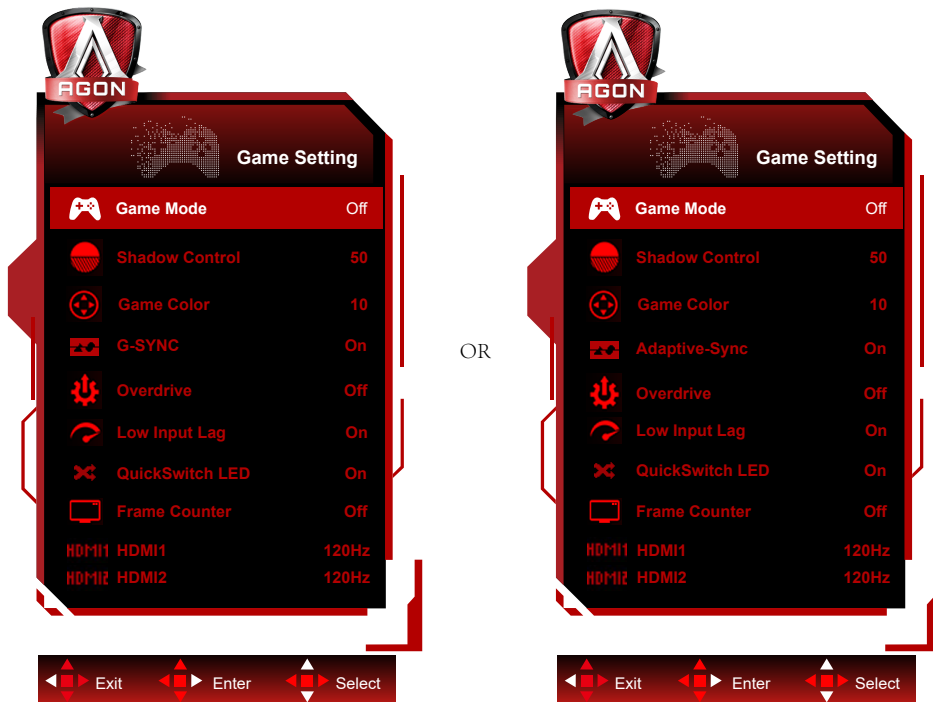 AGON
Game Setting
Game Mode Off
Shadow Control 50
Game Color 10
G-SYNC On
Overdrive Off
Low Input Lag On
QuickSwitch LED On
Frame Counter Off
HDMI1 HDMI1 120Hz
HDMI2 HDMI2 120Hz
Exit Enter Select
OR
AGON
Game Setting
Game Mode Off
Shadow Control 50
Game Color 10
Adaptive-Sync On
Overdrive Off
Low Input Lag On
QuickSwitch LED On
Frame Counter Off
HDMI1 HDMI1 120Hz
HDMI2 HDMI2 120Hz
Exit Enter Select